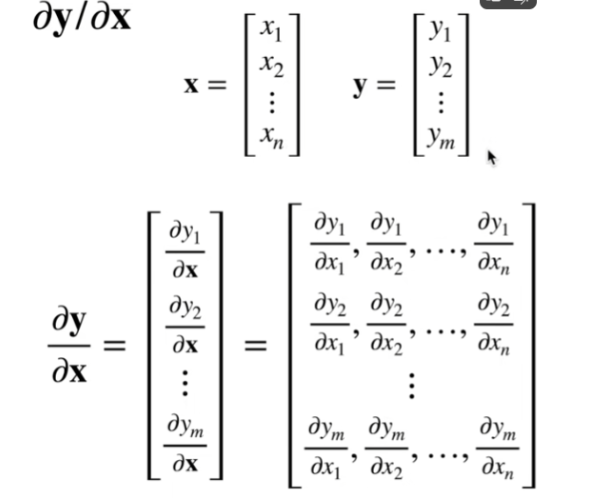 ∂y/∂x
x = [x₁ x₂ ⋮ xₙ] y = [y₁ y₂ ⋮ yₘ]
∂y/∂x = [∂y₁/∂x ∂y₂/∂x ⋮ ∂yₘ/∂x] = [∂y₁/∂x₁, ∂y₁/∂x₂, …, ∂y₁/∂xₙ
∂y₂/∂x₁, ∂y₂/∂x₂, …, ∂y₂/∂xₙ
⋮
∂yₘ/∂x₁, ∂yₘ/∂x₂, …, ∂yₘ/∂xₙ]